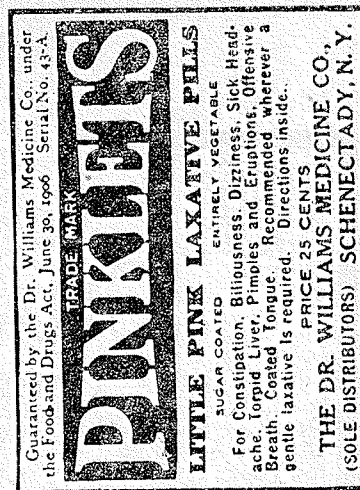 Guaranteed by the Dr. Williams Medicine Co., under
the Food and Drugs Act, June 30, 1906 Serial No. 43-A.
TRADE MARK
PINKLETS
LITTLE PINK LAXATIVE PILLS
SUGAR COATED ENTIRELY VEGETABLE
For Constipation, Biliousness, Dizziness, Sick Head-
ache, Torpid Liver, Pimples and Eruptions, Offensive
Breath, Coated Tongue. Recommended wherever a
gentle laxative is required. Directions inside.
PRICE 25 CENTS
THE DR. WILLIAMS MEDICINE CO.,
(SOLE DISTRIBUTORS) SCHENECTADY, N.Y.